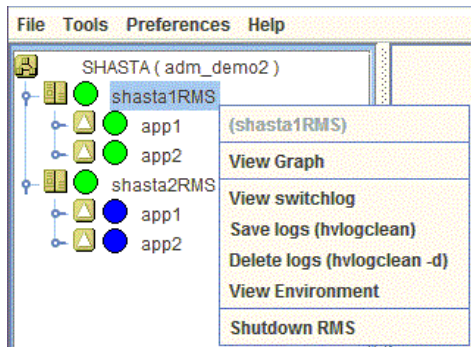 File Tools Preferences Help
SHASTA ( adm_demo2 )
shasta1RMS
app1
app2
shasta2RMS
app1
app2
(shasta1RMS)
View Graph
View switchlog
Save logs (hvlogclean)
Delete logs (hvlogclean -d)
View Environment
Shutdown RMS